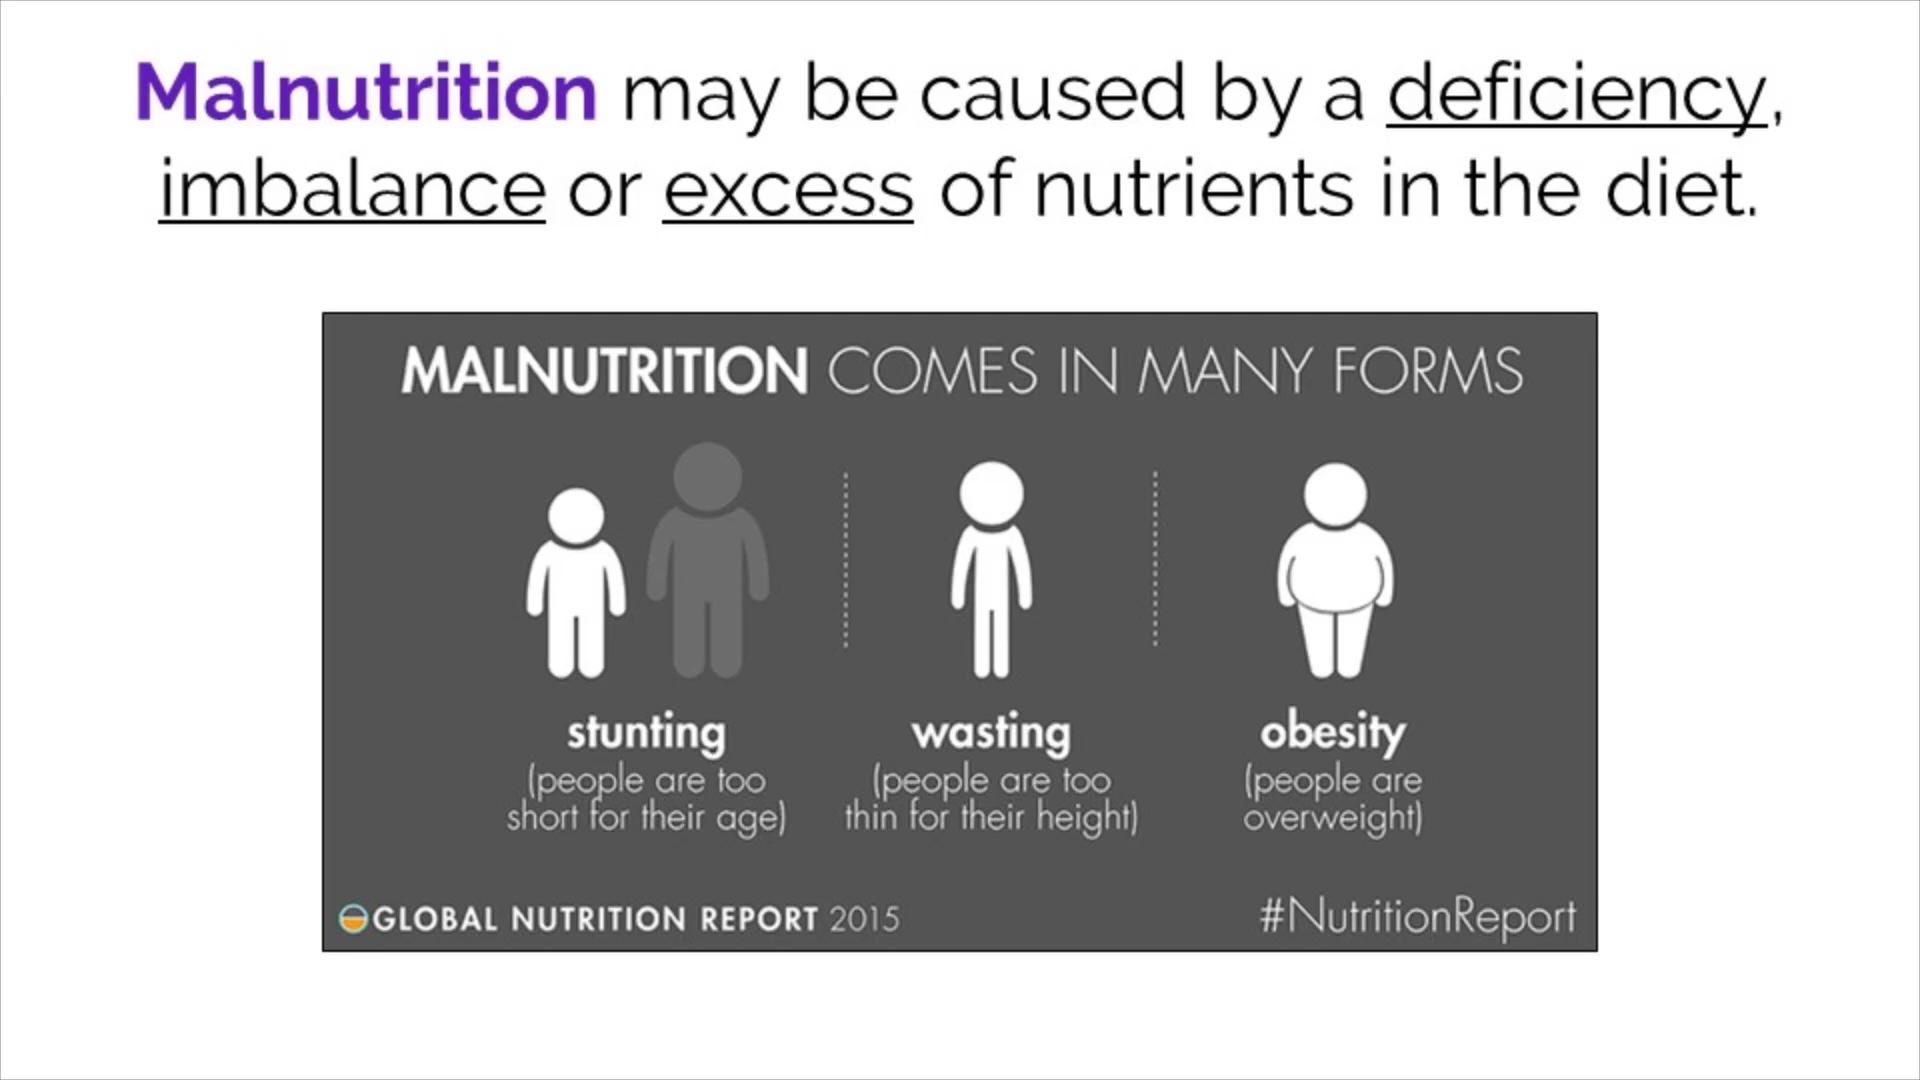 Malnutrition may be caused by a deficiency,
imbalance or excess of nutrients in the diet.
MALNUTRITION COMES IN MANY FORMS
stunting
(people are too
short for their age)
wasting
(people are too
thin for their height)
obesity
(people are
overweight)
GLOBAL NUTRITION REPORT 2015
#NutritionReport